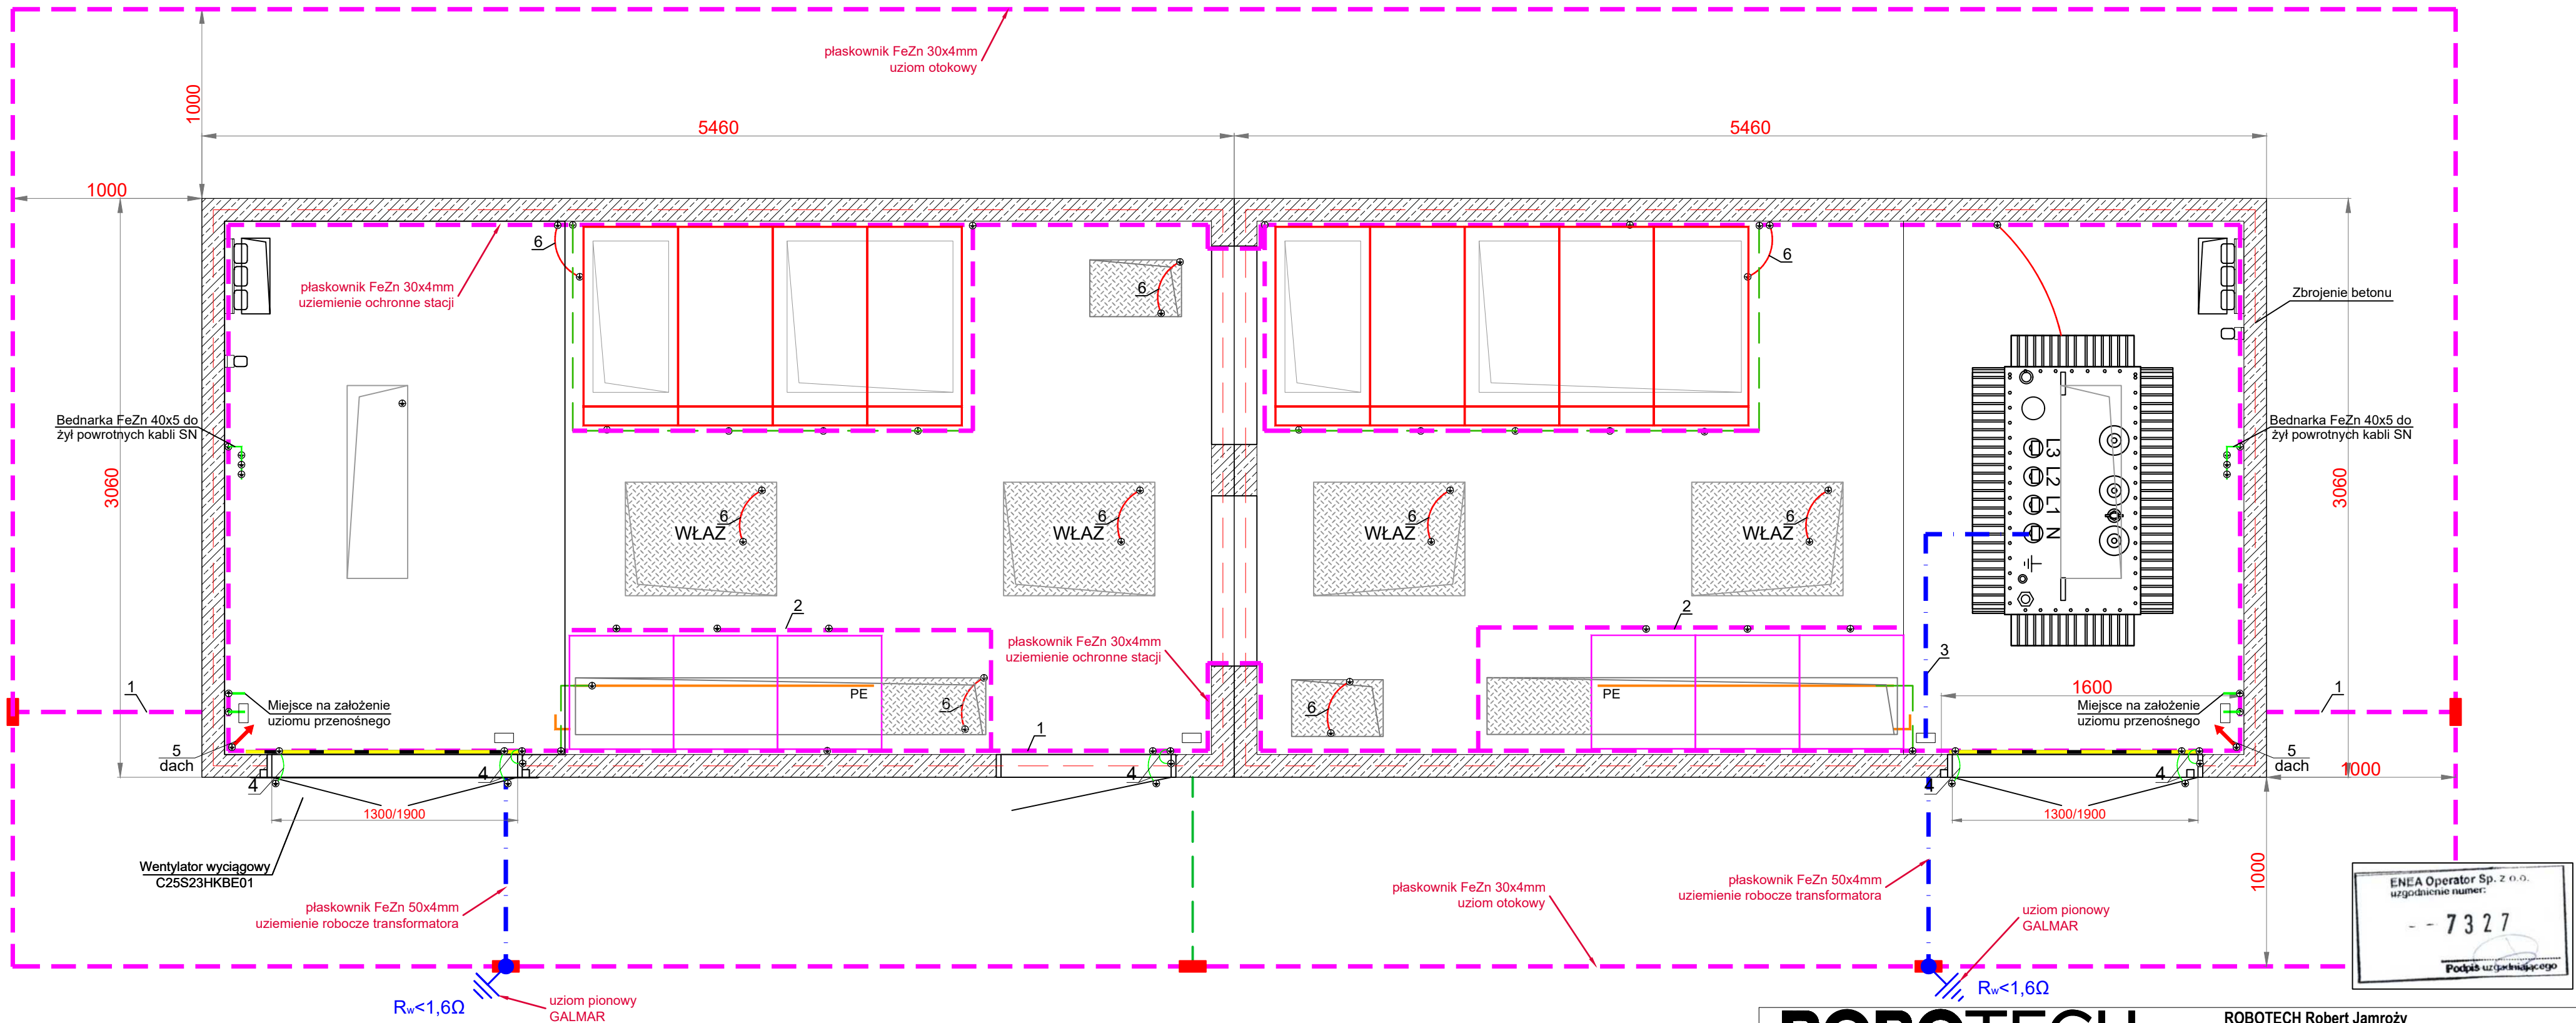 płaskownik FeZn 30x4mm
uziom otokowy
1000
5460
5460
1000
6
6
6
płaskownik FeZn 30x4mm
uziemienie ochronne stacji
Zbrojenie betonu
Bednarka FeZn 40x5 do
żył powrotnych kabli SN
Bednarka FeZn 40x5 do
żył powrotnych kabli SN
3060
3060
L3
L2
L1
N
WŁAZ
6
WŁAZ
6
WŁAZ
6
WŁAZ
6
2
2
płaskownik FeZn 30x4mm
uziemienie ochronne stacji
3
1
1600
1
Miejsce na założenie
uziomu przenośnego
PE
6
6
PE
Miejsce na założenie
uziomu przenośnego
1
5
dach
5
dach
4
4
4
4
4
1000
1300/1900
1300/1900
Wentylator wyciągowy
C25S23HKBE01
płaskownik FeZn 50x4mm
uziemienie robocze transformatora
płaskownik FeZn 30x4mm
uziom otokowy
płaskownik FeZn 50x4mm
uziemienie robocze transformatora
1000
uziom pionowy
GALMAR
ENEA Operator Sp. z o.o.
uzgodnienie numer:
- - 7327
Podpis uzgadniającego
Rw<1,6Ω
uziom pionowy
GALMAR
Rw<1,6Ω
ROBOTECH
ROBOTECH Robert Jamroży